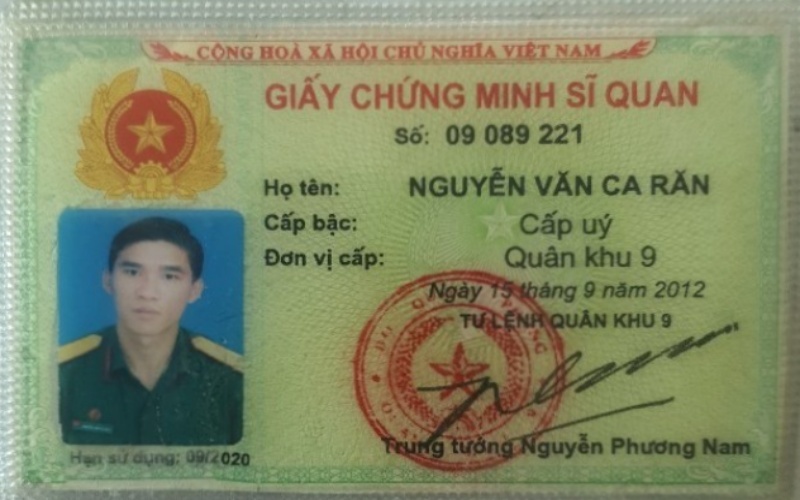 CỘNG HOÀ XÃ HỘI CHỦ NGHĨA VIỆT NAM
GIẤY CHỨNG MINH SĨ QUAN
Số: 09 089 221
Họ tên: NGUYỄN VĂN CA RĂN
Cấp bậc: Cấp uý
Đơn vị cấp: Quân khu 9
Ngày 15 tháng 9 năm 2012
TƯ LỆNH QUÂN KHU 9
Trung tướng Nguyễn Phương Nam
Hạn sử dụng: 09/2020